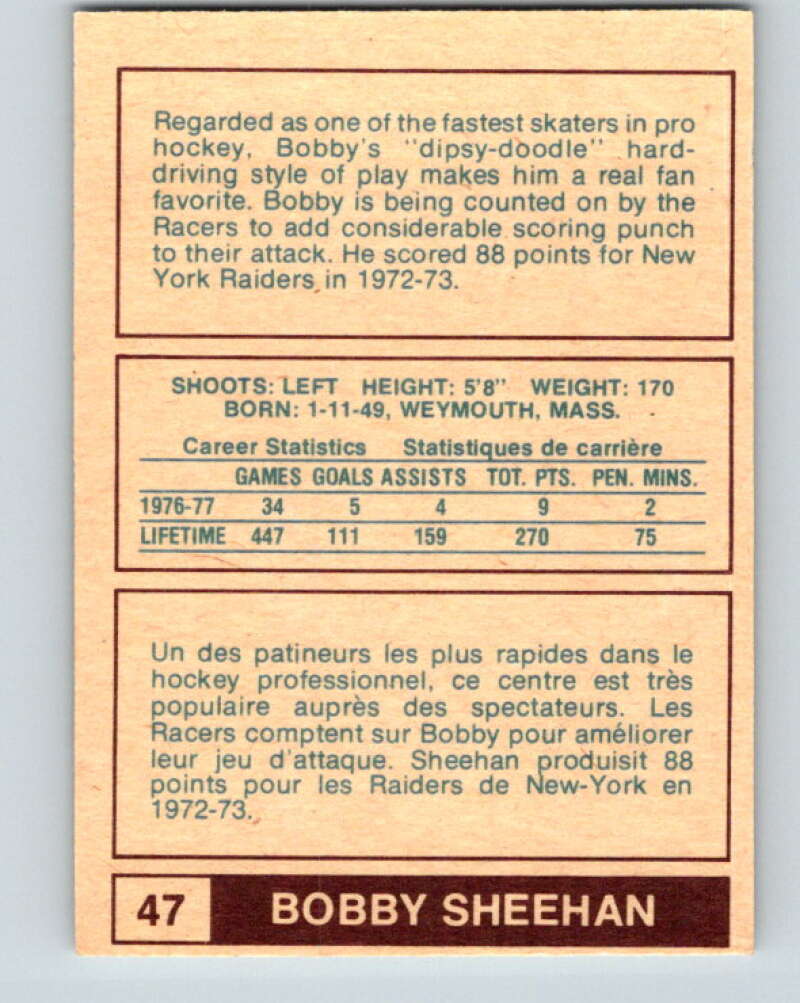 Regarded as one of the fastest skaters in pro
hockey, Bobby's "dipsy-doodle" hard-
driving style of play makes him a real fan
favorite. Bobby is being counted on by the
Racers to add considerable scoring punch
to their attack. He scored 88 points for New
York Raiders in 1972-73.
SHOOTS: LEFT HEIGHT: 5'8" WEIGHT: 170
BORN: 1-11-49, WEYMOUTH, MASS.
Career Statistics Statistiques de carrière
GAMES GOALS ASSISTS TOT. PTS. PEN. MINS.
1976-77 34 5 4 9 2
LIFETIME 447 111 159 270 75
Un des patineurs les plus rapides dans le
hockey professionnel, ce centre est très
populaire auprès des spectateurs. Les
Racers comptent sur Bobby pour améliorer
leur jeu d'attaque. Sheehan produisit 88
points pour les Raiders de New-York en
1972-73.
47 BOBBY SHEEHAN